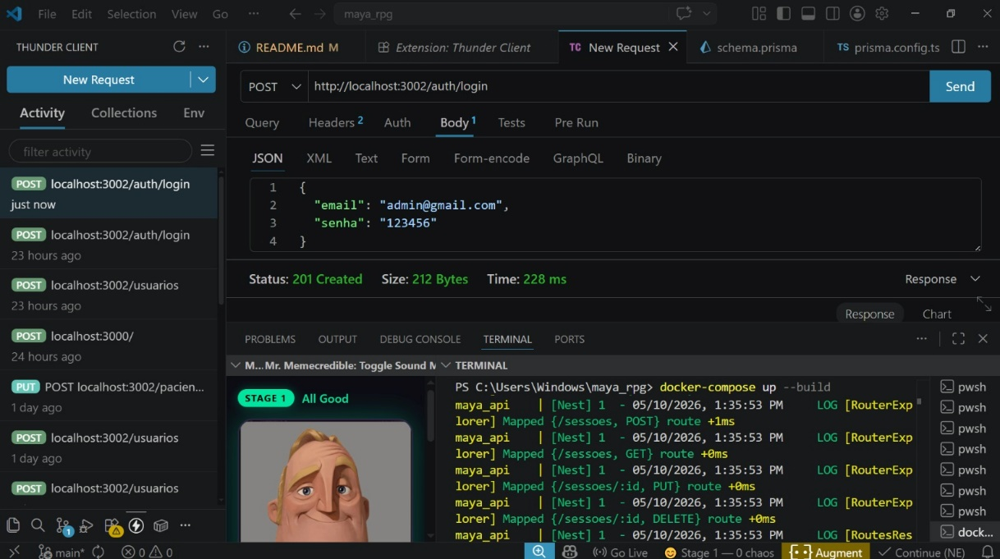 File Edit Selection View Go ... maya_rpg
THUNDER CLIENT
README.md M Extension: Thunder Client TC New Request schema.prisma TS prisma.config.ts
New Request
POST http://localhost:3002/auth/login Send
Activity Collections Env
Query Headers 2 Auth Body 1 Tests Pre Run
filter activity
JSON XML Text Form Form-encode GraphQL Binary
POST localhost:3002/auth/login
just now
POST localhost:3002/auth/login
23 hours ago
POST localhost:3002/usuarios
23 hours ago
POST localhost:3000/
24 hours ago
PUT POST localhost:3002/pacien...
1 day ago
POST localhost:3002/usuarios
1 day ago
POST localhost:3002/usuarios
1 {
2 "email": "admin@gmail.com",
3 "senha": "123456"
4 }
Status: 201 Created Size: 212 Bytes Time: 228 ms Response
Response Chart
PROBLEMS OUTPUT DEBUG CONSOLE TERMINAL PORTS
M... Mr. Memecredible: Toggle Sound M
STAGE 1 All Good
TERMINAL
PS C:\Users\Windows\maya_rpg> docker-compose up --build
maya_api | [Nest] 1 - 05/10/2026, 1:35:53 PM LOG [RouterExp
lorer] Mapped {/sessoes, POST} route +1ms
maya_api | [Nest] 1 - 05/10/2026, 1:35:53 PM LOG [RouterExp
lorer] Mapped {/sessoes, GET} route +0ms
maya_api | [Nest] 1 - 05/10/2026, 1:35:53 PM LOG [RouterExp
lorer] Mapped {/sessoes/:id, PUT} route +0ms
maya_api | [Nest] 1 - 05/10/2026, 1:35:53 PM LOG [RouterExp
lorer] Mapped {/sessoes/:id, DELETE} route +0ms
maya_api | [Nest] 1 - 05/10/2026, 1:35:53 PM LOG [RoutesRes
pwsh
pwsh
pwsh
pwsh
pwsh
pwsh
pwsh
dock...
main* 0 0 Go Live Stage 1 — 0 chaos Augment Continue (NE)